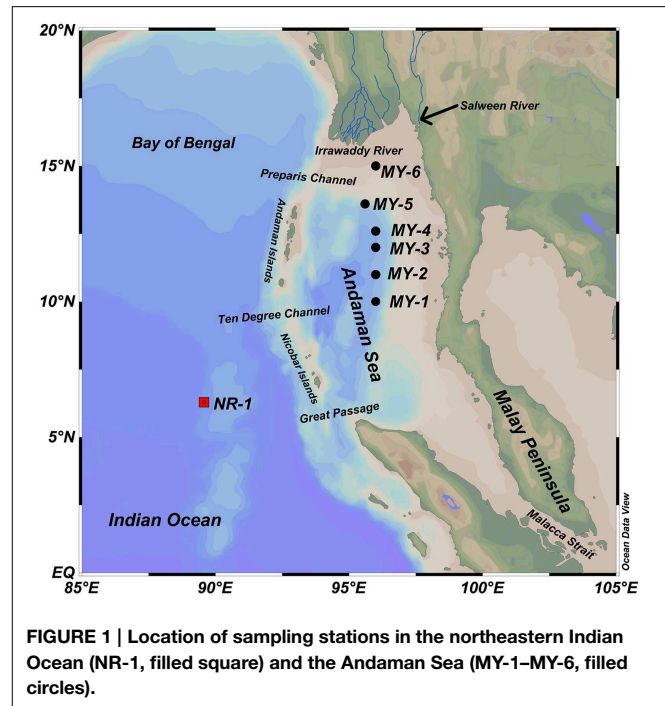 20°N
15°N
10°N
5°N
EQ
85°E
90°E
95°E
100°E
105°E
Bay of Bengal
Salween River
Irrawaddy River
Preparis Channel
MY-6
MY-5
MY-4
MY-3
MY-2
MY-1
Andaman Islands
Andaman Sea
Ten Degree Channel
Nicobar Islands
NR-1
Great Passage
Malay Peninsula
Indian Ocean
Malacca Strait
Ocean Data View
FIGURE 1 | Location of sampling stations in the northeastern Indian
Ocean (NR-1, filled square) and the Andaman Sea (MY-1–MY-6, filled
circles).